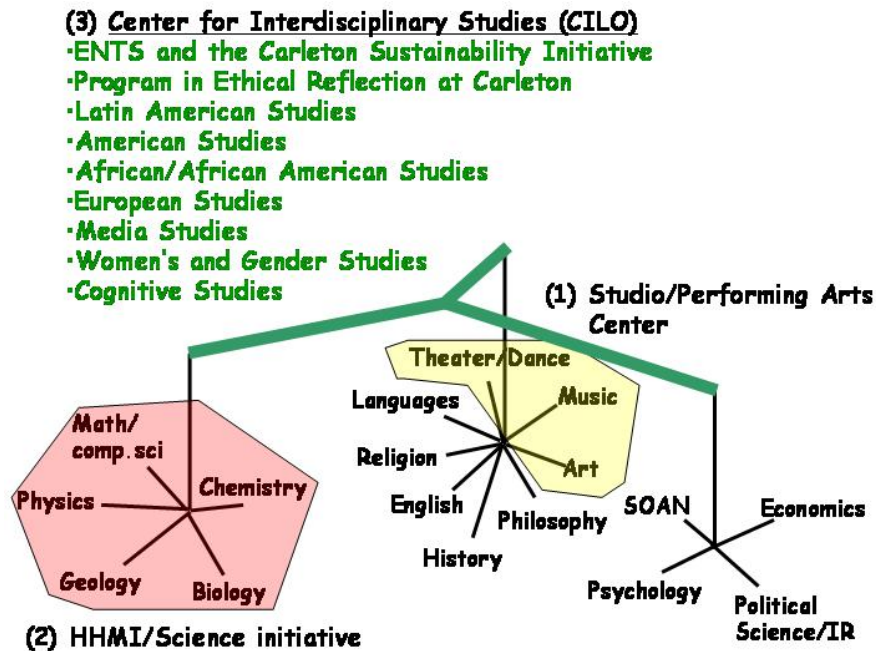 (3) Center for Interdisciplinary Studies (CILO)
·ENTS and the Carleton Sustainability Initiative
·Program in Ethical Reflection at Carleton
·Latin American Studies
·American Studies
·African/African American Studies
·European Studies
·Media Studies
·Women's and Gender Studies
·Cognitive Studies
(1) Studio/Performing Arts
Center
Theater/Dance
Languages
Music
Religion
Art
English
Philosophy
History
Math/
comp.sci
Physics
Chemistry
Geology
Biology
SOAN
Economics
Psychology
Political
Science/IR
(2) HHMI/Science initiative